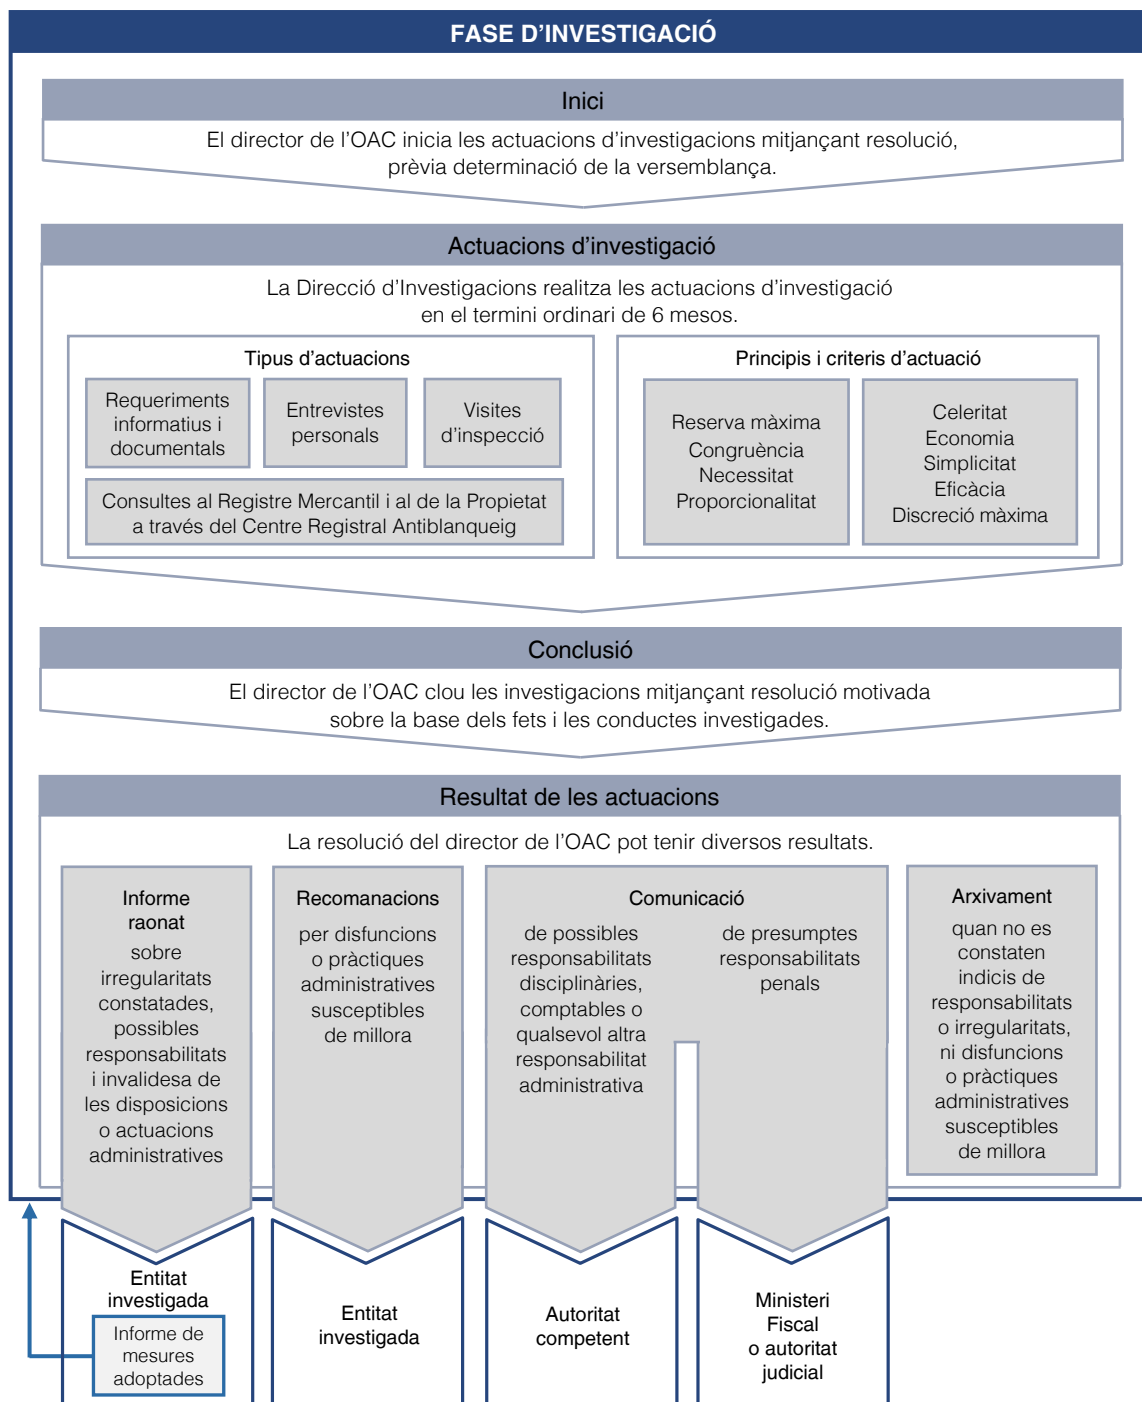 FASE D’INVESTIGACIÓ
Inici
El director de l’OAC inicia les actuacions d’investigacions mitjançant resolució,
prèvia determinació de la versemblança.
Actuacions d’investigació
La Direcció d’Investigacions realitza les actuacions d’investigació
en el termini ordinari de 6 mesos.
Tipus d’actuacions
Requeriments
informatius i
documentals
Entrevistes
personals
Visites
d’inspecció
Consultes al Registre Mercantil i al de la Propietat
a través del Centre Registral Antiblanqueig
Principis i criteris d’actuació
Reserva màxima
Congruència
Necessitat
Proporcionalitat
Celeritat
Economia
Simplicitat
Eficàcia
Discreció màxima
Conclusió
El director de l’OAC clou les investigacions mitjançant resolució motivada
sobre la base dels fets i les conductes investigades.
Resultat de les actuacions
La resolució del director de l’OAC pot tenir diversos resultats.
Informe
raonat
sobre
irregularitats
constatades,
possibles
responsabilitats
i invalidesa de
les disposicions
o actuacions
administratives
Recomanacions
per disfuncions
o pràctiques
administratives
susceptibles
de millora
Comunicació
de possibles
responsabilitats
disciplinàries,
comptables o
qualsevol altra
responsabilitat
administrativa
de presumptes
responsabilitats
penals
Arxivament
quan no es
constaten
indicis de
responsabilitats
o irregularitats,
ni disfuncions
o pràctiques
administratives
susceptibles
de millora
Entitat
investigada
Informe de
mesures
adoptades
Entitat
investigada
Autoritat
competent
Ministeri
Fiscal
o autoritat
judicial